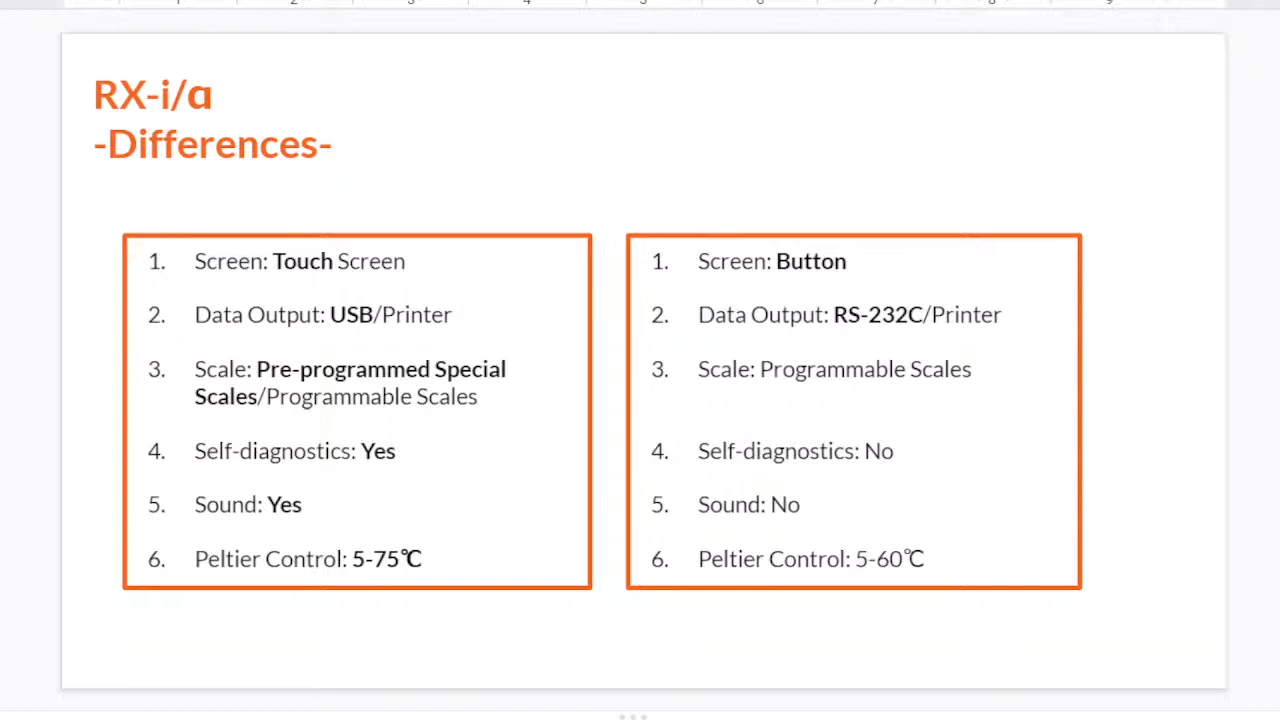 RX-i/α
-Differences-
1. Screen: Touch Screen
2. Data Output: USB/Printer
3. Scale: Pre-programmed Special
Scales/Programmable Scales
4. Self-diagnostics: Yes
5. Sound: Yes
6. Peltier Control: 5-75℃
1. Screen: Button
2. Data Output: RS-232C/Printer
3. Scale: Programmable Scales
4. Self-diagnostics: No
5. Sound: No
6. Peltier Control: 5-60℃